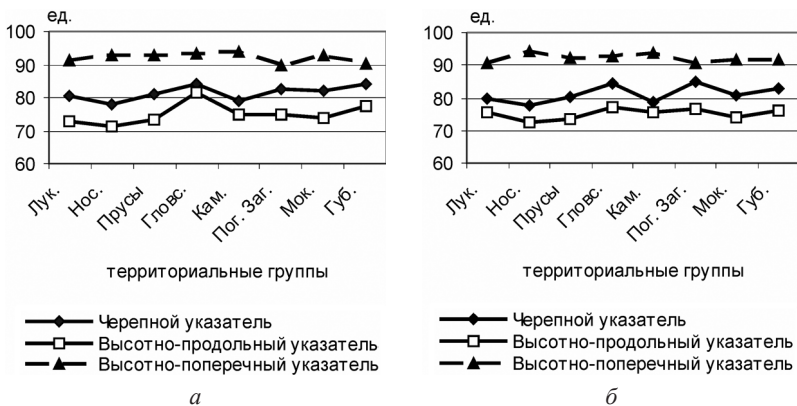 ед.
100
90
80
70
60
Лук.
Нос.
Прусы
Гловс.
Кам.
Пог. Заг.
Мок.
Губ.
территориальные группы
Черепной указатель
Высотно-продольный указатель
Высотно-поперечный указатель
а
ед.
100
90
80
70
60
Лук.
Нос.
Прусы
Гловс.
Кам.
Пог. Заг.
Мок.
Губ.
территориальные группы
Черепной указатель
Высотно-продольный указатель
Высотно-поперечный указатель
б